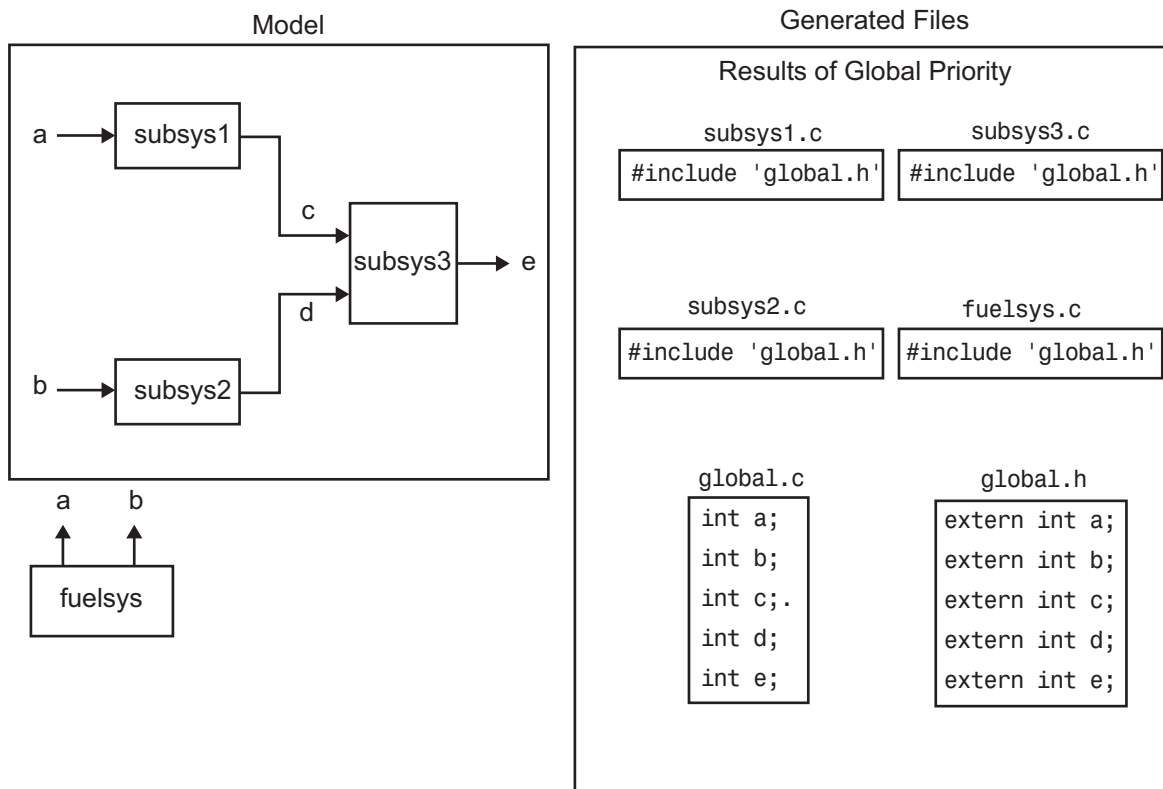 Model
a
subsys1
c
subsys3
e
d
b
subsys2
a
b
fuelsys
Generated Files
Results of Global Priority
subsys1.c
#include 'global.h'
subsys3.c
#include 'global.h'
subsys2.c
#include 'global.h'
fuelsys.c
#include 'global.h'
global.c
int a;
int b;
int c;.
int d;
int e;
global.h
extern int a;
extern int b;
extern int c;
extern int d;
extern int e;